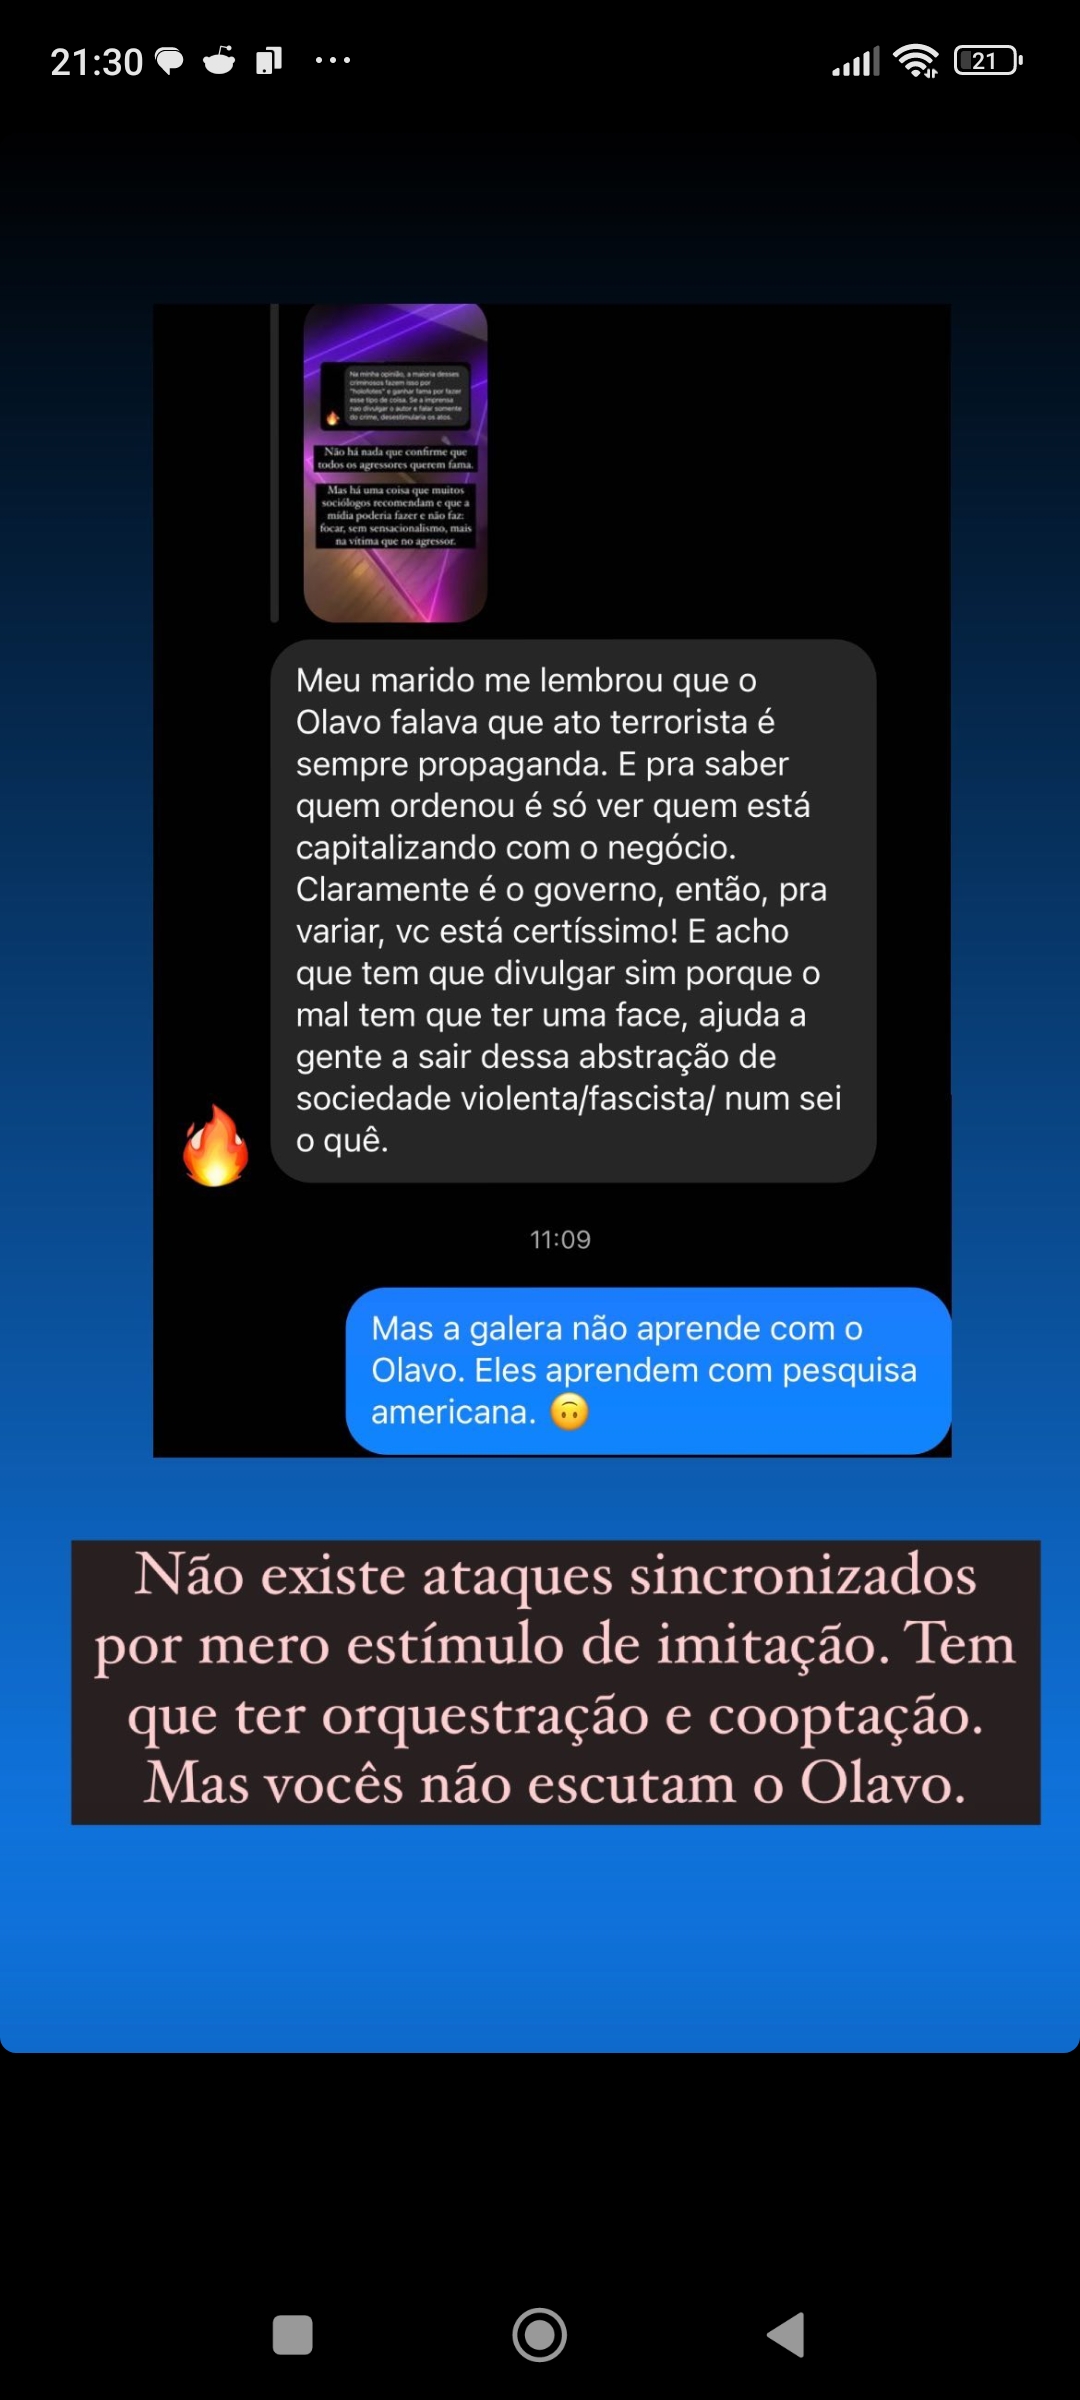 21:30
21
Na minha opinião, a maioria desses
criminosos fazem isso por
"holofotes" e ganhar fama por fazer
esse tipo de coisa. Se a imprensa
nao divulgar o autor e falar somente
do crime, desestimularia os atos.
Não há nada que confirme que
todos os agressores querem fama.
Mas há uma coisa que muitos
sociólogos recomendam e que a
mídia poderia fazer e não faz:
focar, sem sensacionalismo, mais
na vítima que no agressor.
Meu marido me lembrou que o
Olavo falava que ato terrorista é
sempre propaganda. E pra saber
quem ordenou é só ver quem está
capitalizando com o negócio.
Claramente é o governo, então, pra
variar, vc está certíssimo! E acho
que tem que divulgar sim porque o
mal tem que ter uma face, ajuda a
gente a sair dessa abstração de
sociedade violenta/fascista/ num sei
o quê.
11:09
Mas a galera não aprende com o
Olavo. Eles aprendem com pesquisa
americana. 🙃
Não existe ataques sincronizados
por mero estímulo de imitação. Tem
que ter orquestração e cooptação.
Mas vocês não escutam o Olavo.